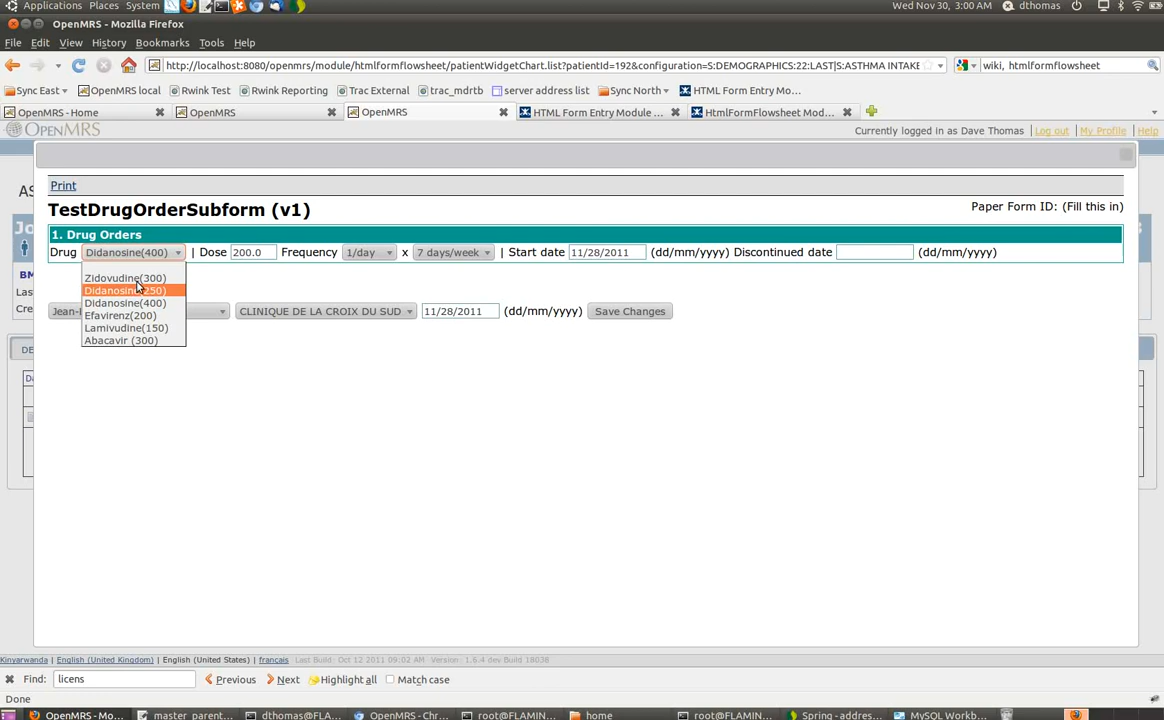 Applications Places System Wed Nov 30, 3:00 AM dthomas
OpenMRS - Mozilla Firefox
File Edit View History Bookmarks Tools Help
http://localhost:8080/openmrs/module/htmlformflowsheet/patientWidgetChart.list?patientId=192&configuration=S:DEMOGRAPHICS:22:LAST|S:ASTHMA INTAKE wiki, htmlformflowsheet
Sync East OpenMRS local Rwink Test Rwink Reporting Trac External trac_mdrtb server address list Sync North HTML Form Entry Mo...
OpenMRS - Home OpenMRS OpenMRS HTML Form Entry Module ... HtmlFormFlowsheet Mod...
OPENMRS Currently logged in as Dave Thomas Log out My Profile Help
Print
TestDrugOrderSubform (v1) Paper Form ID: (Fill this in)
1. Drug Orders
Drug Didanosine(400) | Dose 200.0 Frequency 1/day x 7 days/week | Start date 11/28/2011 (dd/mm/yyyy) Discontinued date (dd/mm/yyyy)
Zidovudine(300)
Didanosine(250)
Didanosine(400)
Efavirenz(200)
Lamivudine(150)
Abacavir (300)
CLINIQUE DE LA CROIX DU SUD 11/28/2011 (dd/mm/yyyy) Save Changes
Kinyarwanda | English (United Kingdom) | English (United States) | français Last Build: Oct 12 2011 09:02 AM Version: 1.6.4 dev Build 18038
Find: licens Previous Next Highlight all Match case
Done
OpenMRS - Mo... master_parent... dthomas@FLA... OpenMRS - Chr... root@FLAMIN... home root@FLAMIN... Spring - addres... MySQL Workb...